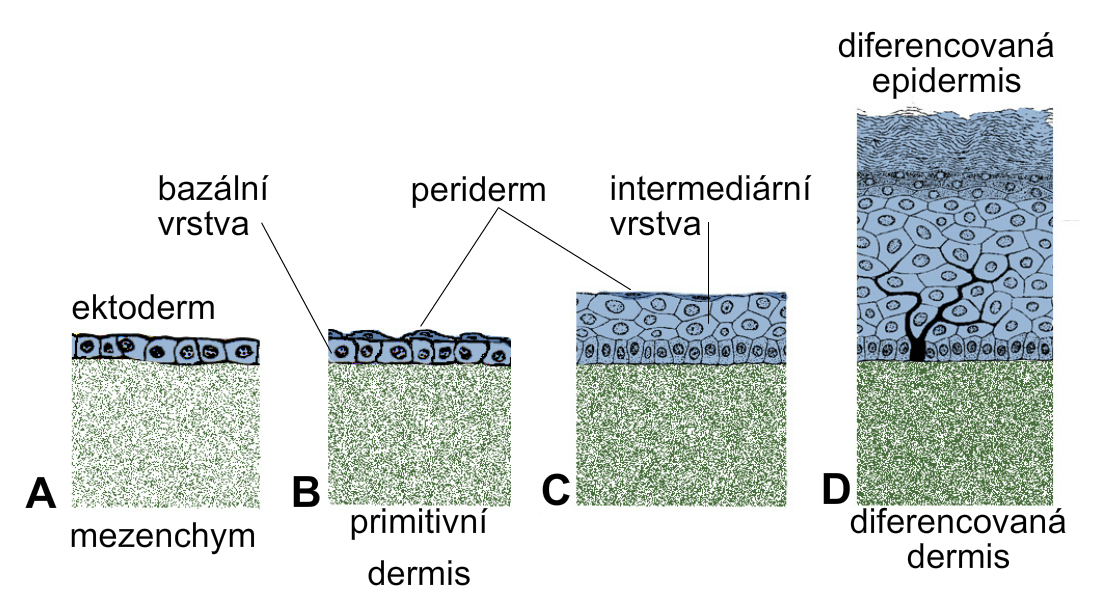 diferencovaná
epidermis
bazální
vrstva
periderm
intermediární
vrstva
ektoderm
A
B
C
D
mezenchym
primitivní
dermis
diferencovaná
dermis